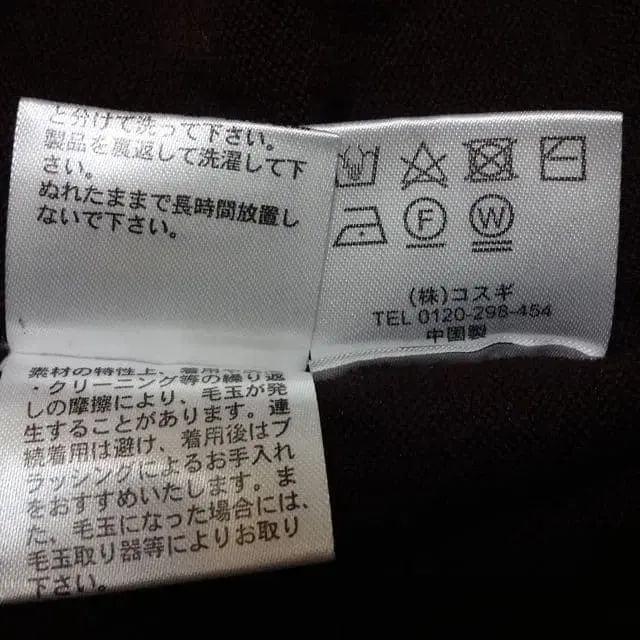 と分けて洗って下さい。
製品を裏返して洗濯して下
さい。
ぬれたままで長時間放置し
ないで下さい。
F
W
(株)コスギ
TEL 0120-298-454
中国製
素材の特性上、着用
・クリーニング等の繰り返
しの摩擦により、毛玉が発
生することがあります。連
続着用は避け、着用後はブ
ラッシングによるお手入れ
をおすすめいたします。ま
た、毛玉になった場合には、
毛玉取り器等によりお取り
下さい。